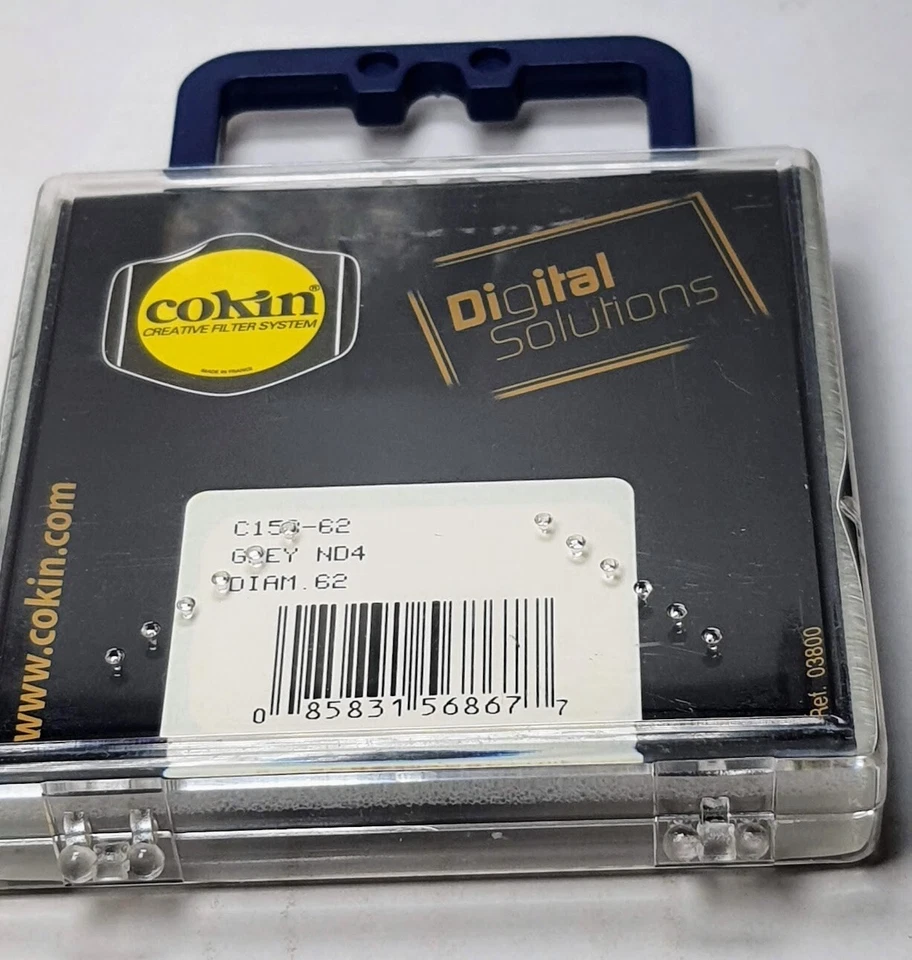 cokin®
CREATIVE FILTER SYSTEM
MADE IN FRANCE
Digital
Solutions
www.cokin.com
DIAM.62
GREY ND4
0 85831 56867 7
Ref. 03800